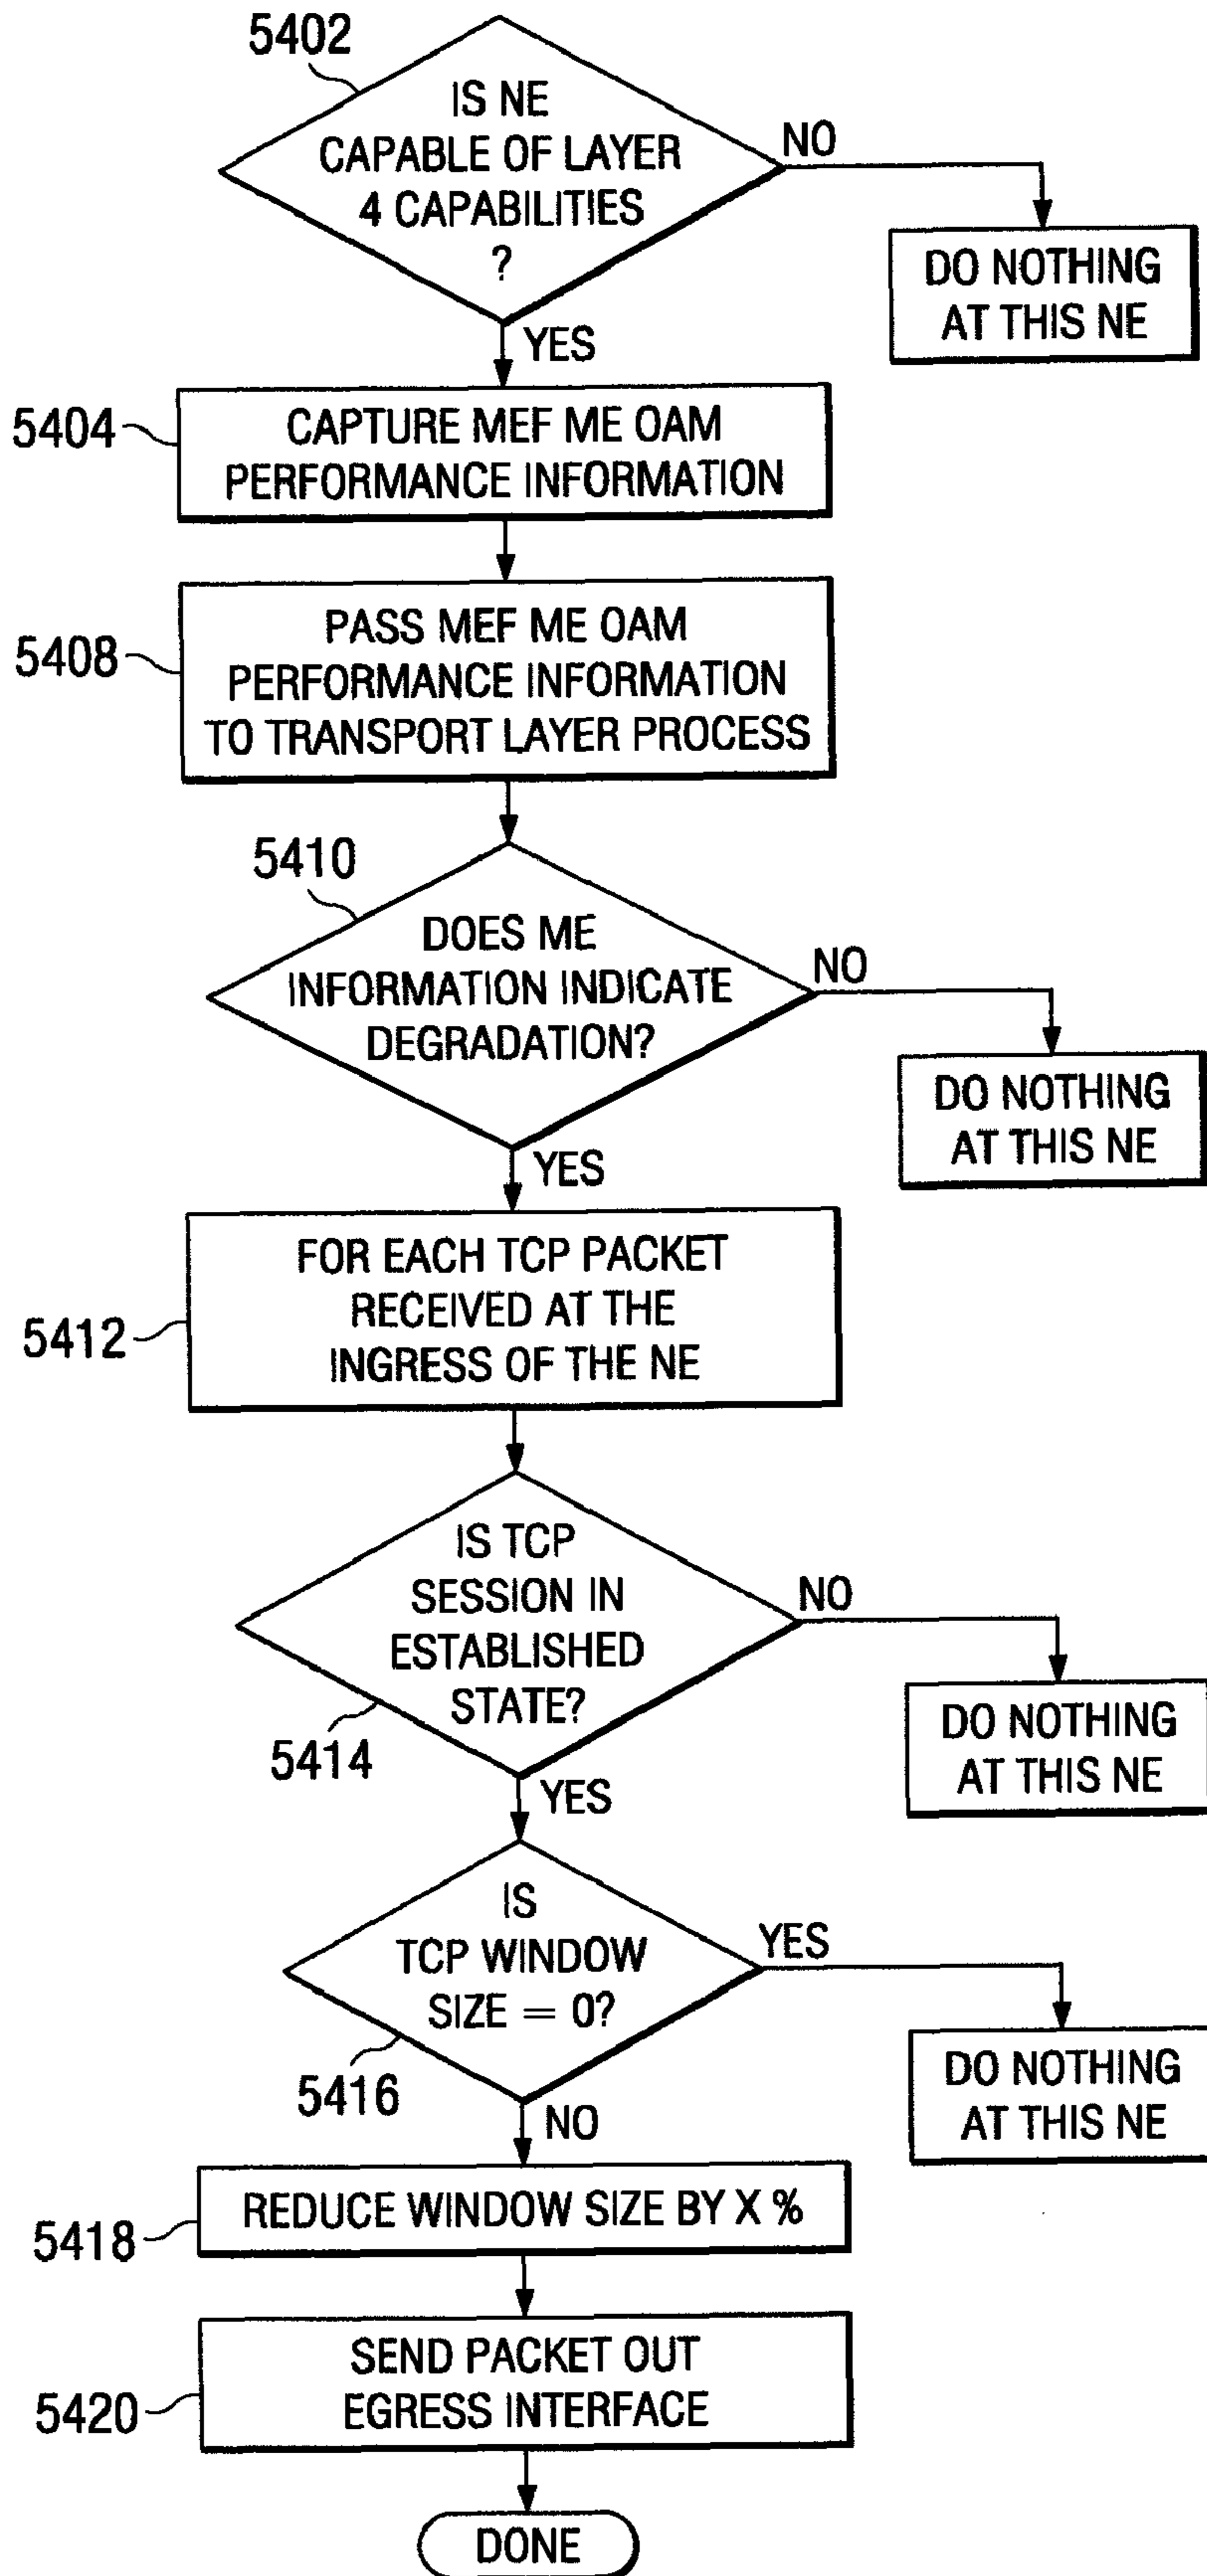 5402
IS NE
CAPABLE OF LAYER
4 CAPABILITIES
?
NO
DO NOTHING
AT THIS NE
YES
5404
CAPTURE MEF ME OAM
PERFORMANCE INFORMATION
5408
PASS MEF ME OAM
PERFORMANCE INFORMATION
TO TRANSPORT LAYER PROCESS
5410
DOES ME
INFORMATION INDICATE
DEGRADATION?
NO
DO NOTHING
AT THIS NE
YES
5412
FOR EACH TCP PACKET
RECEIVED AT THE
INGRESS OF THE NE
IS TCP
SESSION IN
ESTABLISHED
STATE?
5414
NO
DO NOTHING
AT THIS NE
YES
IS
TCP WINDOW
SIZE = 0?
5416
YES
DO NOTHING
AT THIS NE
NO
5418
REDUCE WINDOW SIZE BY X %
5420
SEND PACKET OUT
EGRESS INTERFACE
DONE